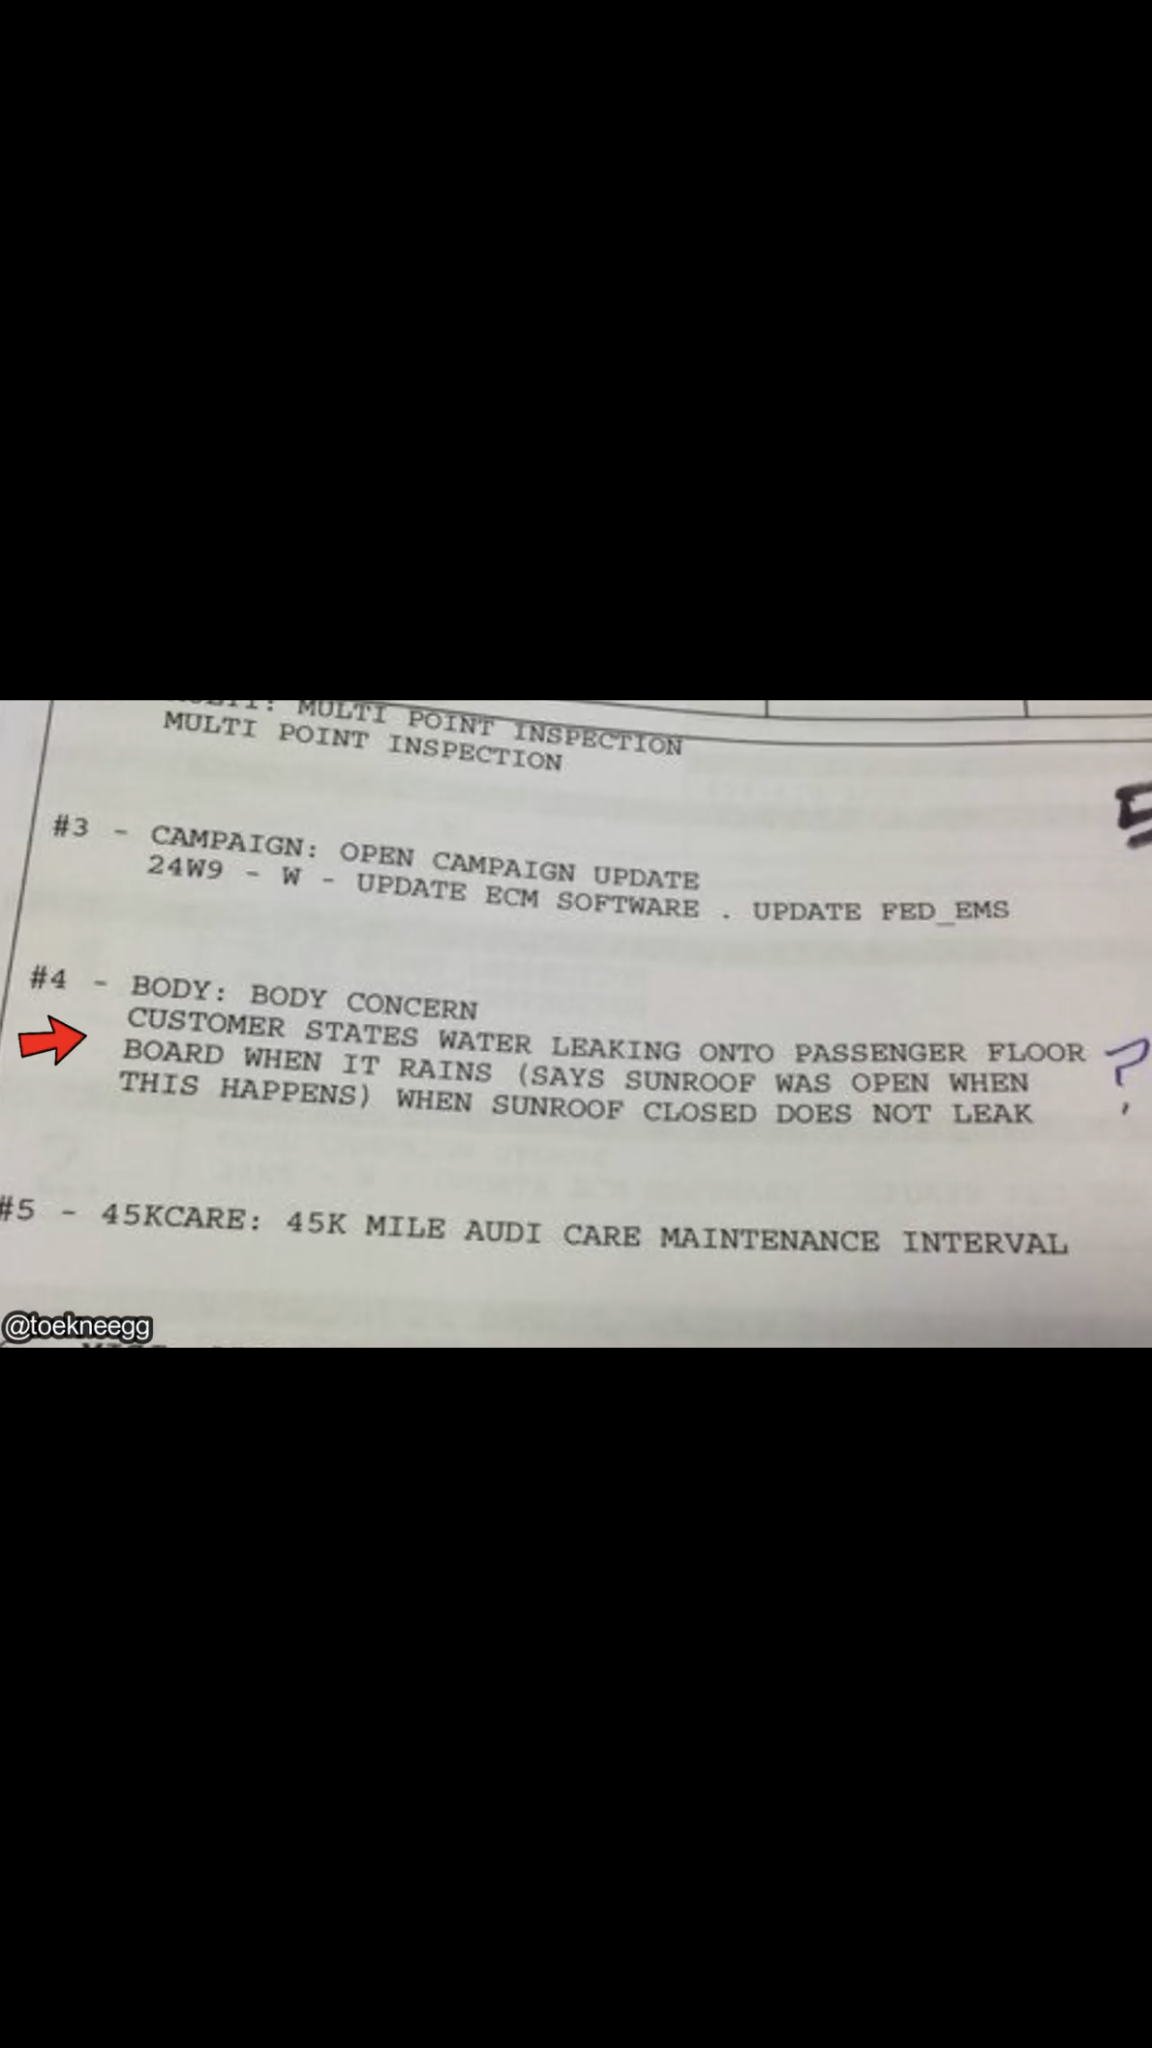 MULTI POINT INSPECTION
MULTI POINT INSPECTION
#3 - CAMPAIGN: OPEN CAMPAIGN UPDATE
24W9 - W - UPDATE ECM SOFTWARE . UPDATE FED_EMS
#4 - BODY: BODY CONCERN
CUSTOMER STATES WATER LEAKING ONTO PASSENGER FLOOR
BOARD WHEN IT RAINS (SAYS SUNROOF WAS OPEN WHEN
THIS HAPPENS) WHEN SUNROOF CLOSED DOES NOT LEAK
?
#5 - 45KCARE: 45K MILE AUDI CARE MAINTENANCE INTERVAL
@toekneegg